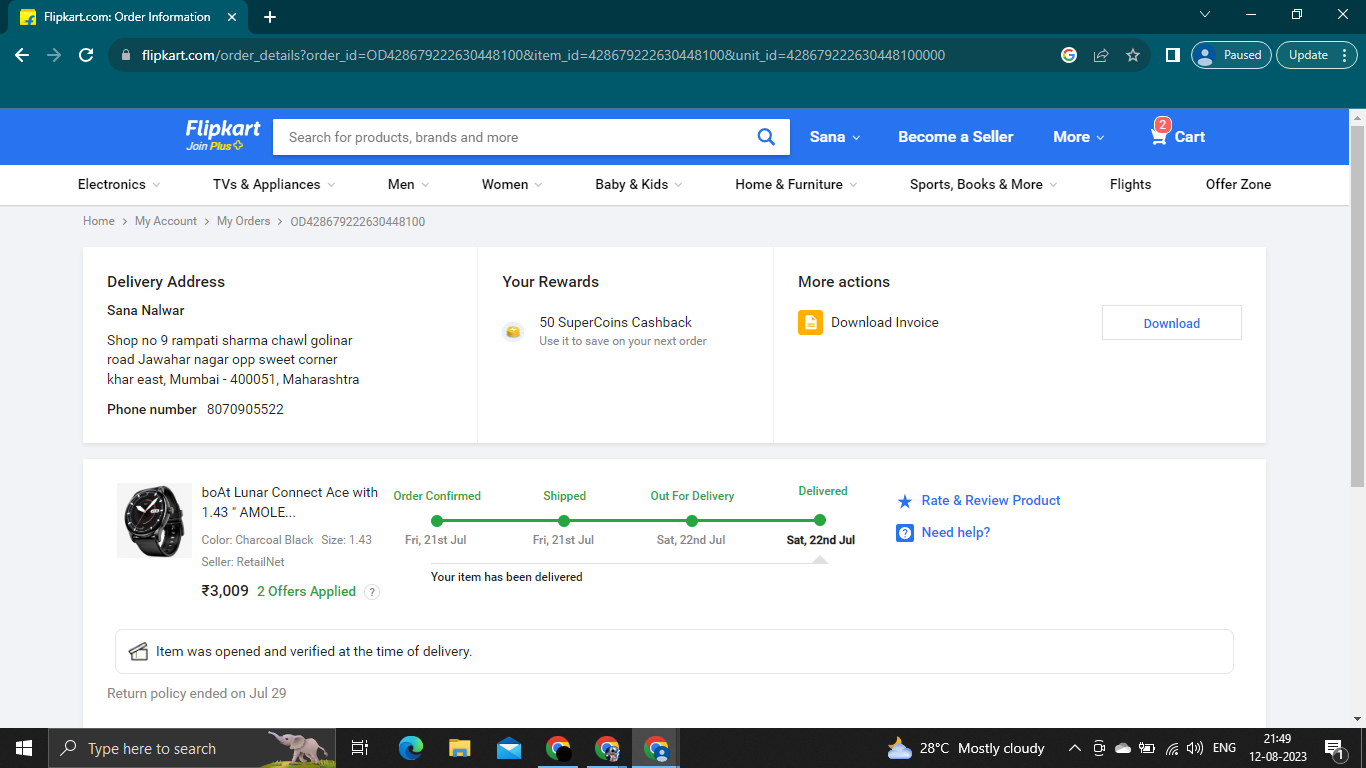 Flipkart.com: Order Information
flipkart.com/order_details?order_id=OD428679222630448100&item_id=428679222630448100&unit_id=428679222630448100000
Paused
Update
Flipkart
Join Plus
Search for products, brands and more
Sana
Become a Seller
More
2
Cart
Electronics
TVs & Appliances
Men
Women
Baby & Kids
Home & Furniture
Sports, Books & More
Flights
Offer Zone
Home > My Account > My Orders > OD428679222630448100
Delivery Address
Sana Nalwar
Shop no 9 rampati sharma chawl golinar
road Jawahar nagar opp sweet corner
khar east, Mumbai - 400051, Maharashtra
Phone number 8070905522
Your Rewards
50 SuperCoins Cashback
Use it to save on your next order
More actions
Download Invoice
Download
boAt Lunar Connect Ace with
1.43 " AMOLE...
Color: Charcoal Black Size: 1.43
Seller: RetailNet
₹3,009 2 Offers Applied ?
Order Confirmed
Shipped
Out For Delivery
Delivered
Fri, 21st Jul
Fri, 21st Jul
Sat, 22nd Jul
Sat, 22nd Jul
Your item has been delivered
Rate & Review Product
Need help?
Item was opened and verified at the time of delivery.
Return policy ended on Jul 29
Type here to search
28°C Mostly cloudy
ENG
21:49
12-08-2023
1